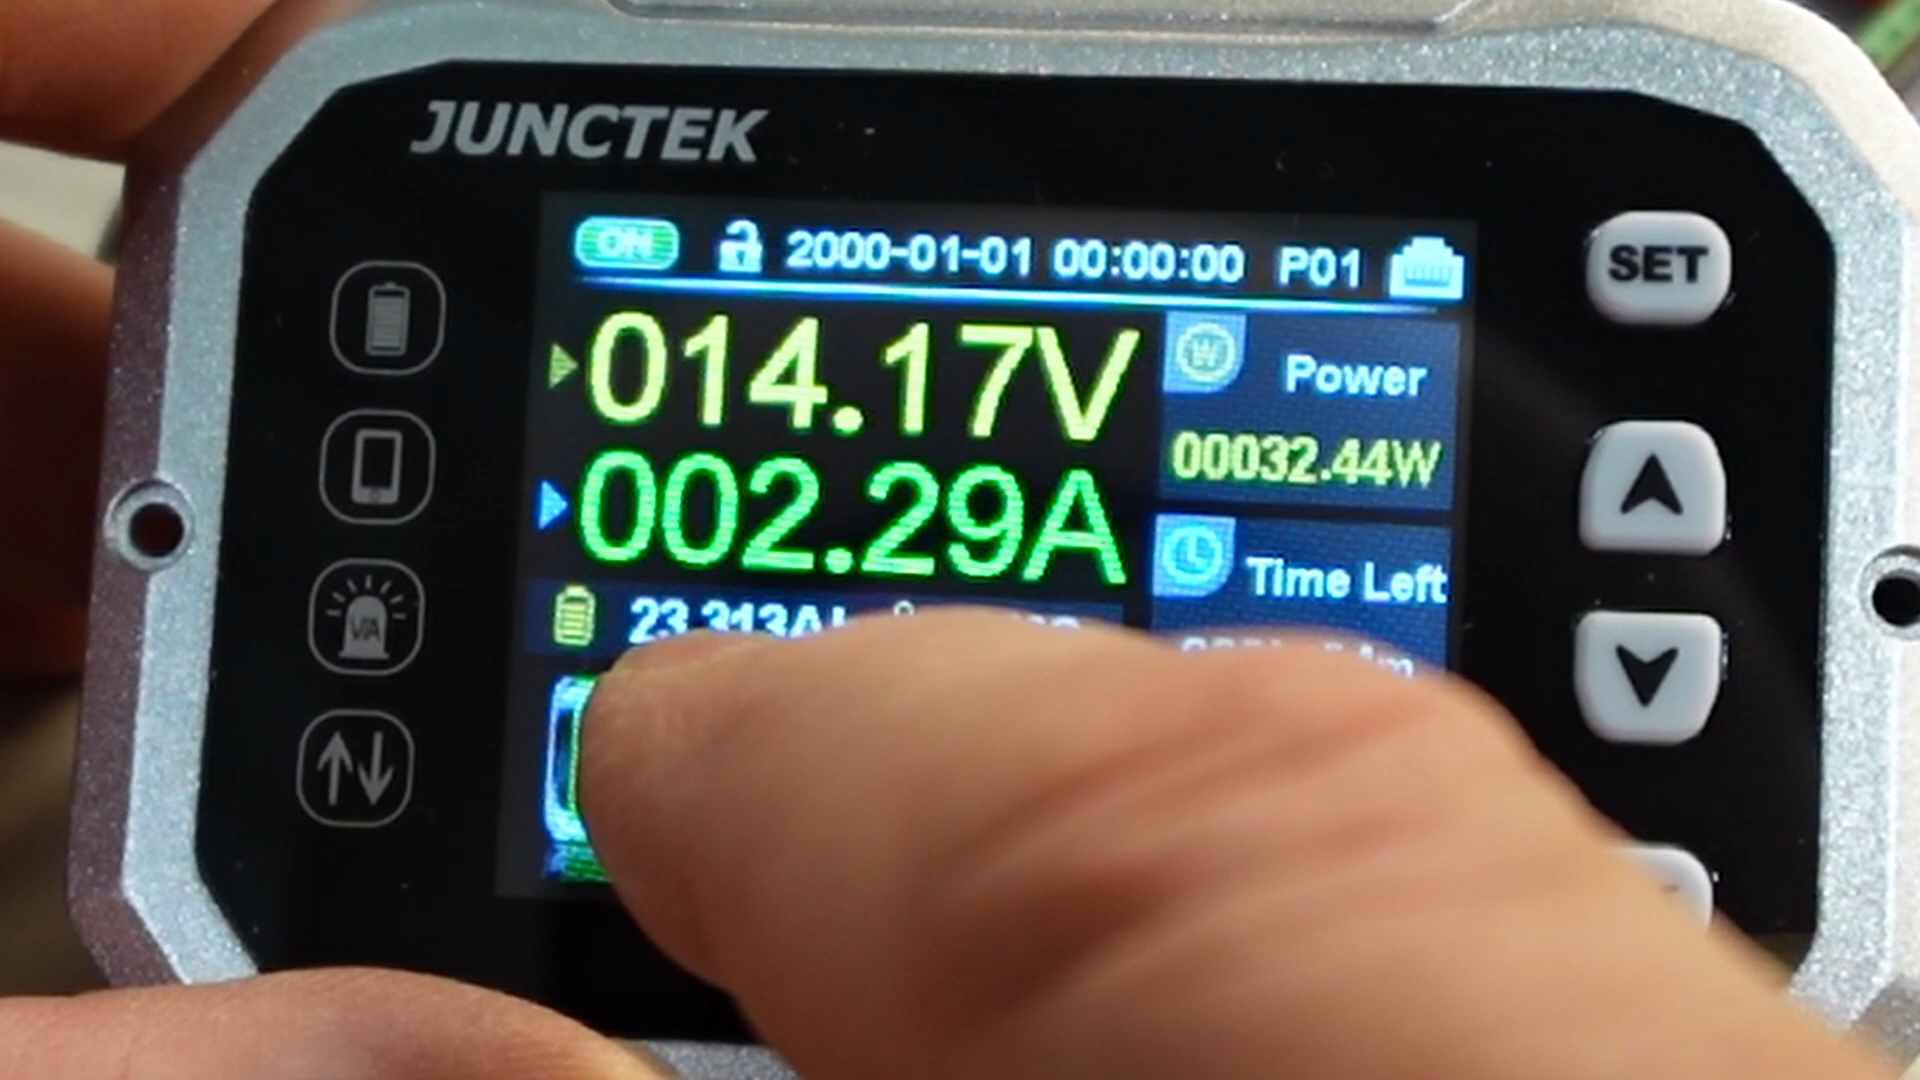 JUNCTEK
ON 2000-01-01 00:00:00 P01
SET
014.17V
W Power
00032.44W
002.29A
Time Left
V/A